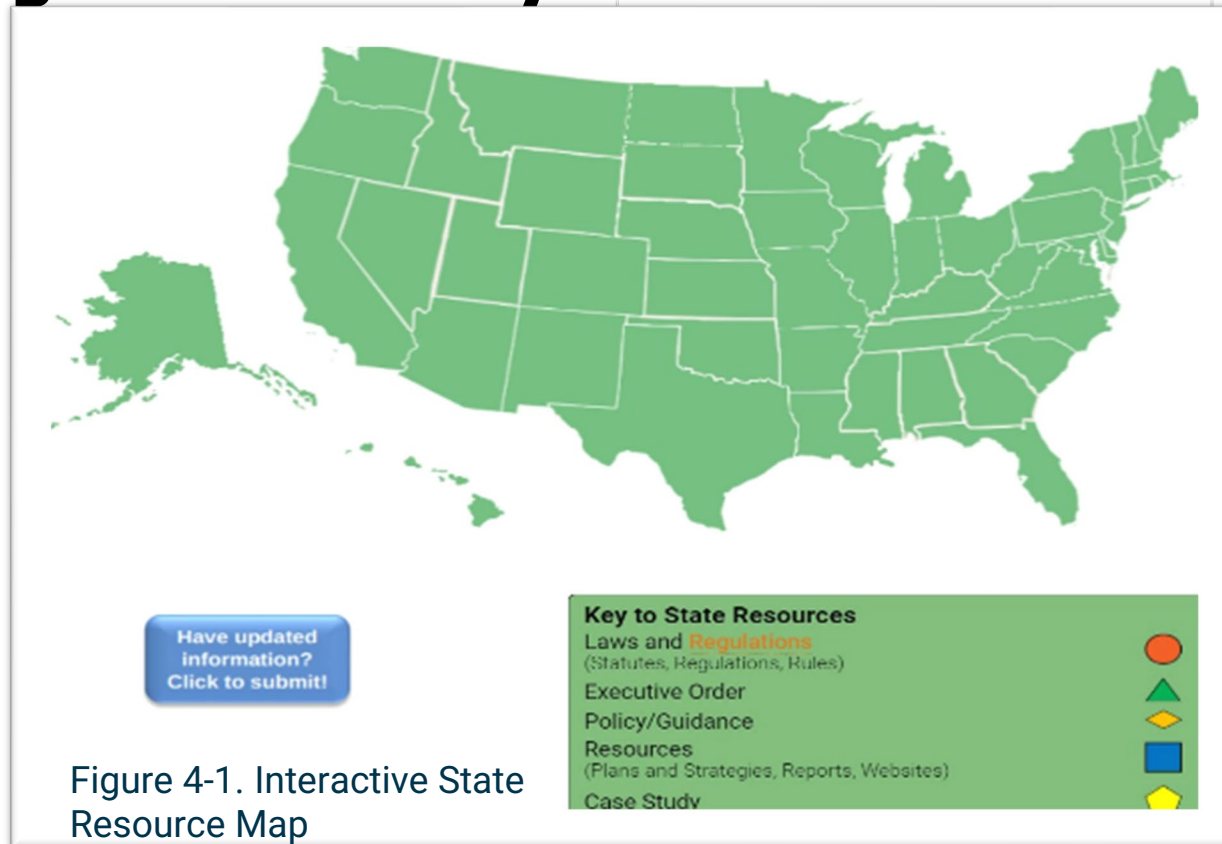 Have updated
information?
Click to submit!
Key to State Resources
Laws and Regulations
(Statutes, Regulations, Rules)
Executive Order
Policy/Guidance
Resources
(Plans and Strategies, Reports, Websites)
Case Study
Figure 4-1. Interactive State
Resource Map